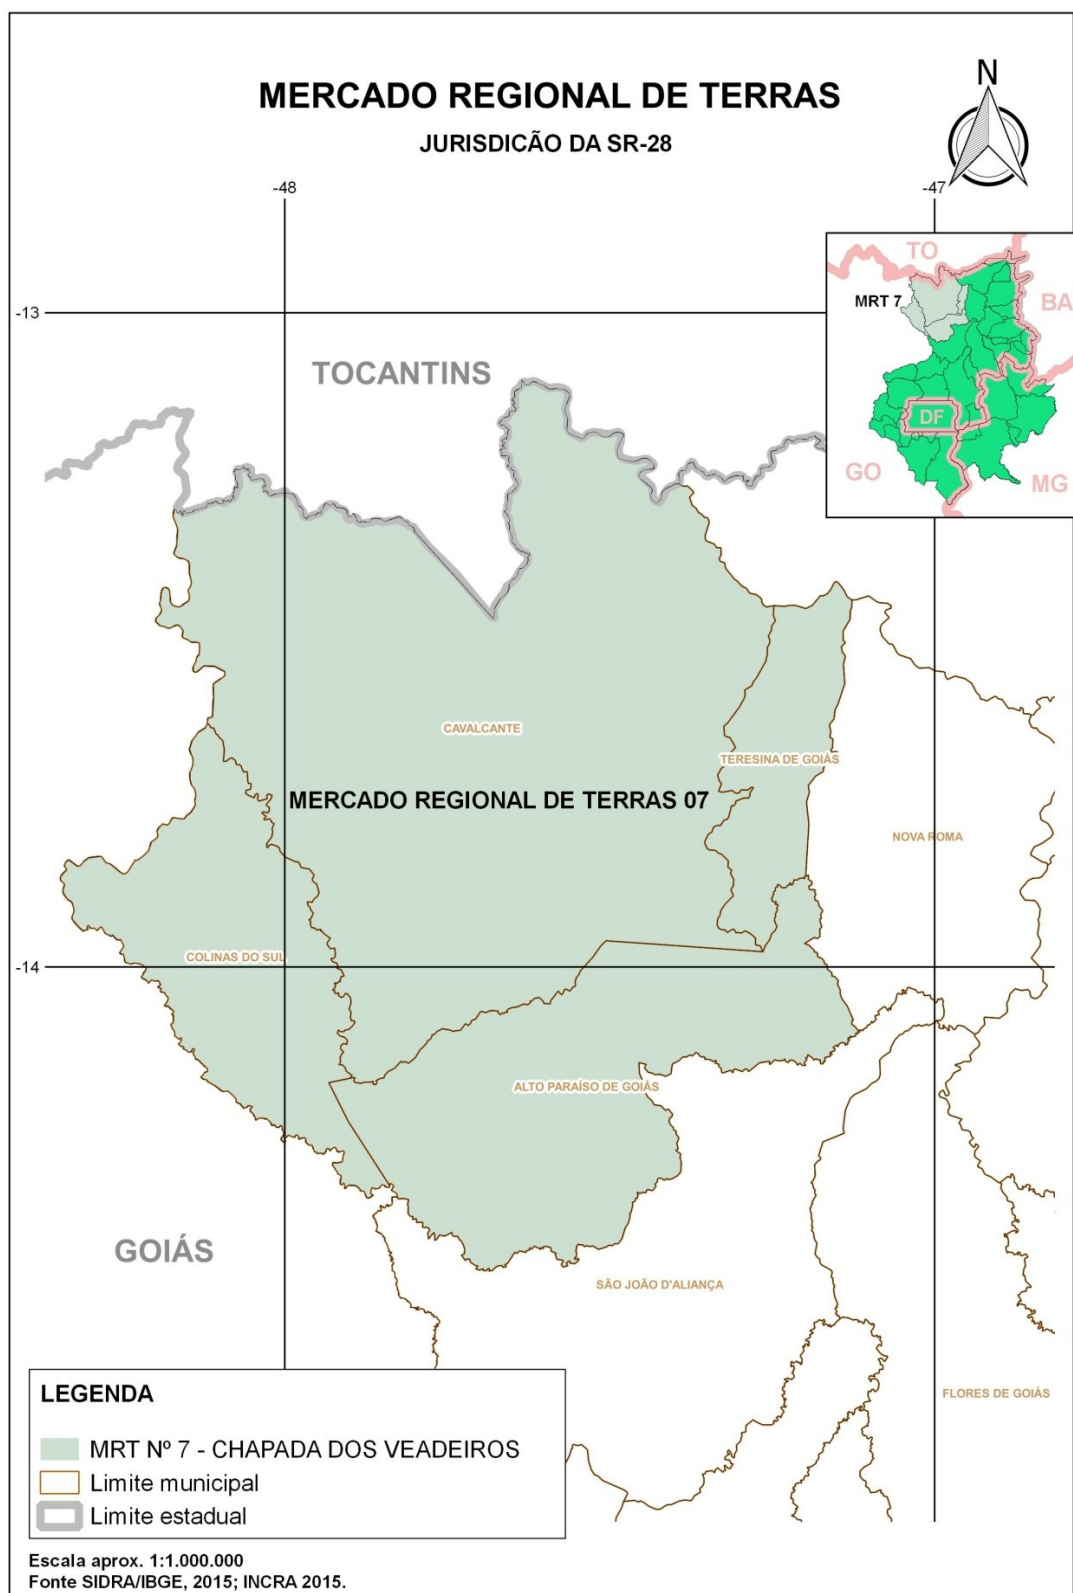 MERCADO REGIONAL DE TERRAS
JURISDICÃO DA SR-28
N
-48
-47
TO
MRT 7
BA
DF
GO
MG
-13
TOCANTINS
CAVALCANTE
TERESINA DE GOIÁS
MERCADO REGIONAL DE TERRAS 07
NOVA ROMA
COLINAS DO SUL
-14
ALTO PARAÍSO DE GOIÁS
GOIÁS
SÃO JOÃO D'ALIANÇA
FLORES DE GOIÁS
LEGENDA
MRT Nº 7 - CHAPADA DOS VEADEIROS
Limite municipal
Limite estadual
Escala aprox. 1:1.000.000
Fonte SIDRA/IBGE, 2015; INCRA 2015.